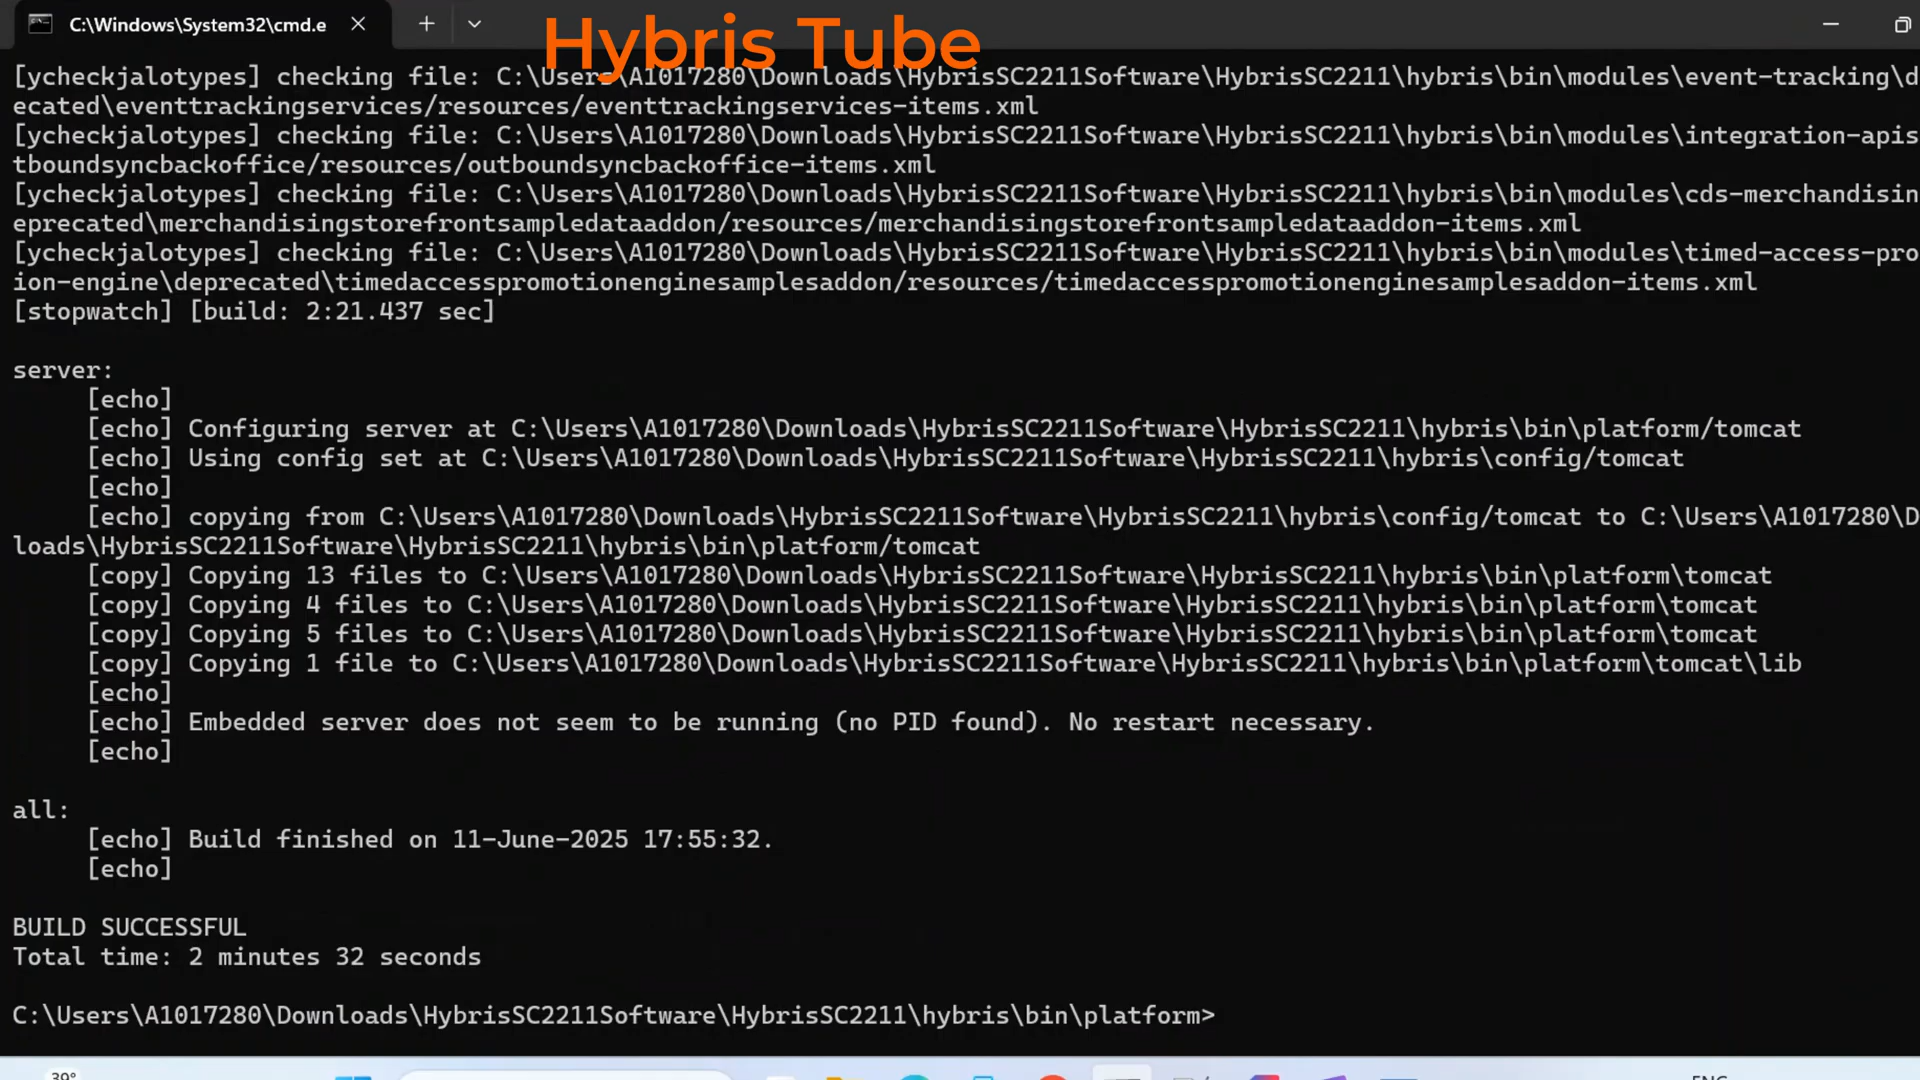 C:\Windows\System32\cmd.e
Hybris Tube
[ycheckjalotypes] checking file: C:\Users\A1017280\Downloads\HybrisSC2211Software\HybrisSC2211\hybris\bin\modules\event-tracking\d
ecated\eventtrackingservices/resources/eventtrackingservices-items.xml
[ycheckjalotypes] checking file: C:\Users\A1017280\Downloads\HybrisSC2211Software\HybrisSC2211\hybris\bin\modules\integration-apis
tboundsyncbackoffice/resources/outboundsyncbackoffice-items.xml
[ycheckjalotypes] checking file: C:\Users\A1017280\Downloads\HybrisSC2211Software\HybrisSC2211\hybris\bin\modules\cds-merchandisin
eprecated\merchandisingstorefrontsampledataaddon/resources/merchandisingstorefrontsampledataaddon-items.xml
[ycheckjalotypes] checking file: C:\Users\A1017280\Downloads\HybrisSC2211Software\HybrisSC2211\hybris\bin\modules\timed-access-pro
ion-engine\deprecated\timedaccesspromotionenginesamplesaddon/resources/timedaccesspromotionenginesamplesaddon-items.xml
[stopwatch] [build: 2:21.437 sec]
server:
[echo]
[echo] Configuring server at C:\Users\A1017280\Downloads\HybrisSC2211Software\HybrisSC2211\hybris\bin\platform/tomcat
[echo] Using config set at C:\Users\A1017280\Downloads\HybrisSC2211Software\HybrisSC2211\hybris\config/tomcat
[echo]
[echo] copying from C:\Users\A1017280\Downloads\HybrisSC2211Software\HybrisSC2211\hybris\config/tomcat to C:\Users\A1017280\D
loads\HybrisSC2211Software\HybrisSC2211\hybris\bin\platform/tomcat
[copy] Copying 13 files to C:\Users\A1017280\Downloads\HybrisSC2211Software\HybrisSC2211\hybris\bin\platform\tomcat
[copy] Copying 4 files to C:\Users\A1017280\Downloads\HybrisSC2211Software\HybrisSC2211\hybris\bin\platform\tomcat
[copy] Copying 5 files to C:\Users\A1017280\Downloads\HybrisSC2211Software\HybrisSC2211\hybris\bin\platform\tomcat
[copy] Copying 1 file to C:\Users\A1017280\Downloads\HybrisSC2211Software\HybrisSC2211\hybris\bin\platform\tomcat\lib
[echo]
[echo] Embedded server does not seem to be running (no PID found). No restart necessary.
[echo]
all:
[echo] Build finished on 11-June-2025 17:55:32.
[echo]
BUILD SUCCESSFUL
Total time: 2 minutes 32 seconds
C:\Users\A1017280\Downloads\HybrisSC2211Software\HybrisSC2211\hybris\bin\platform>